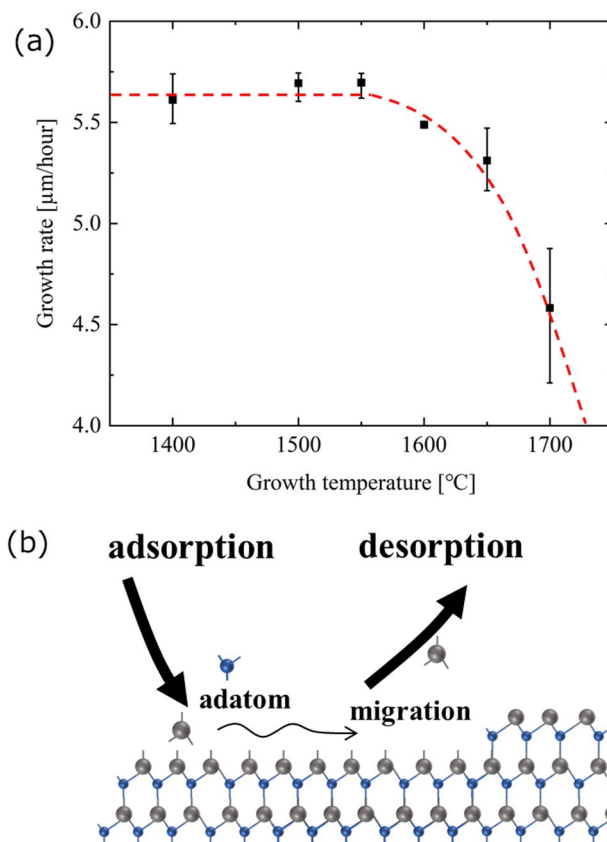 (a)
6.0
5.5
5.0
4.5
4.0
Growth rate [μm/hour]
1400
1500
1600
1700
Growth temperature [℃]
(b)
adsorption
desorption
adatom
migration